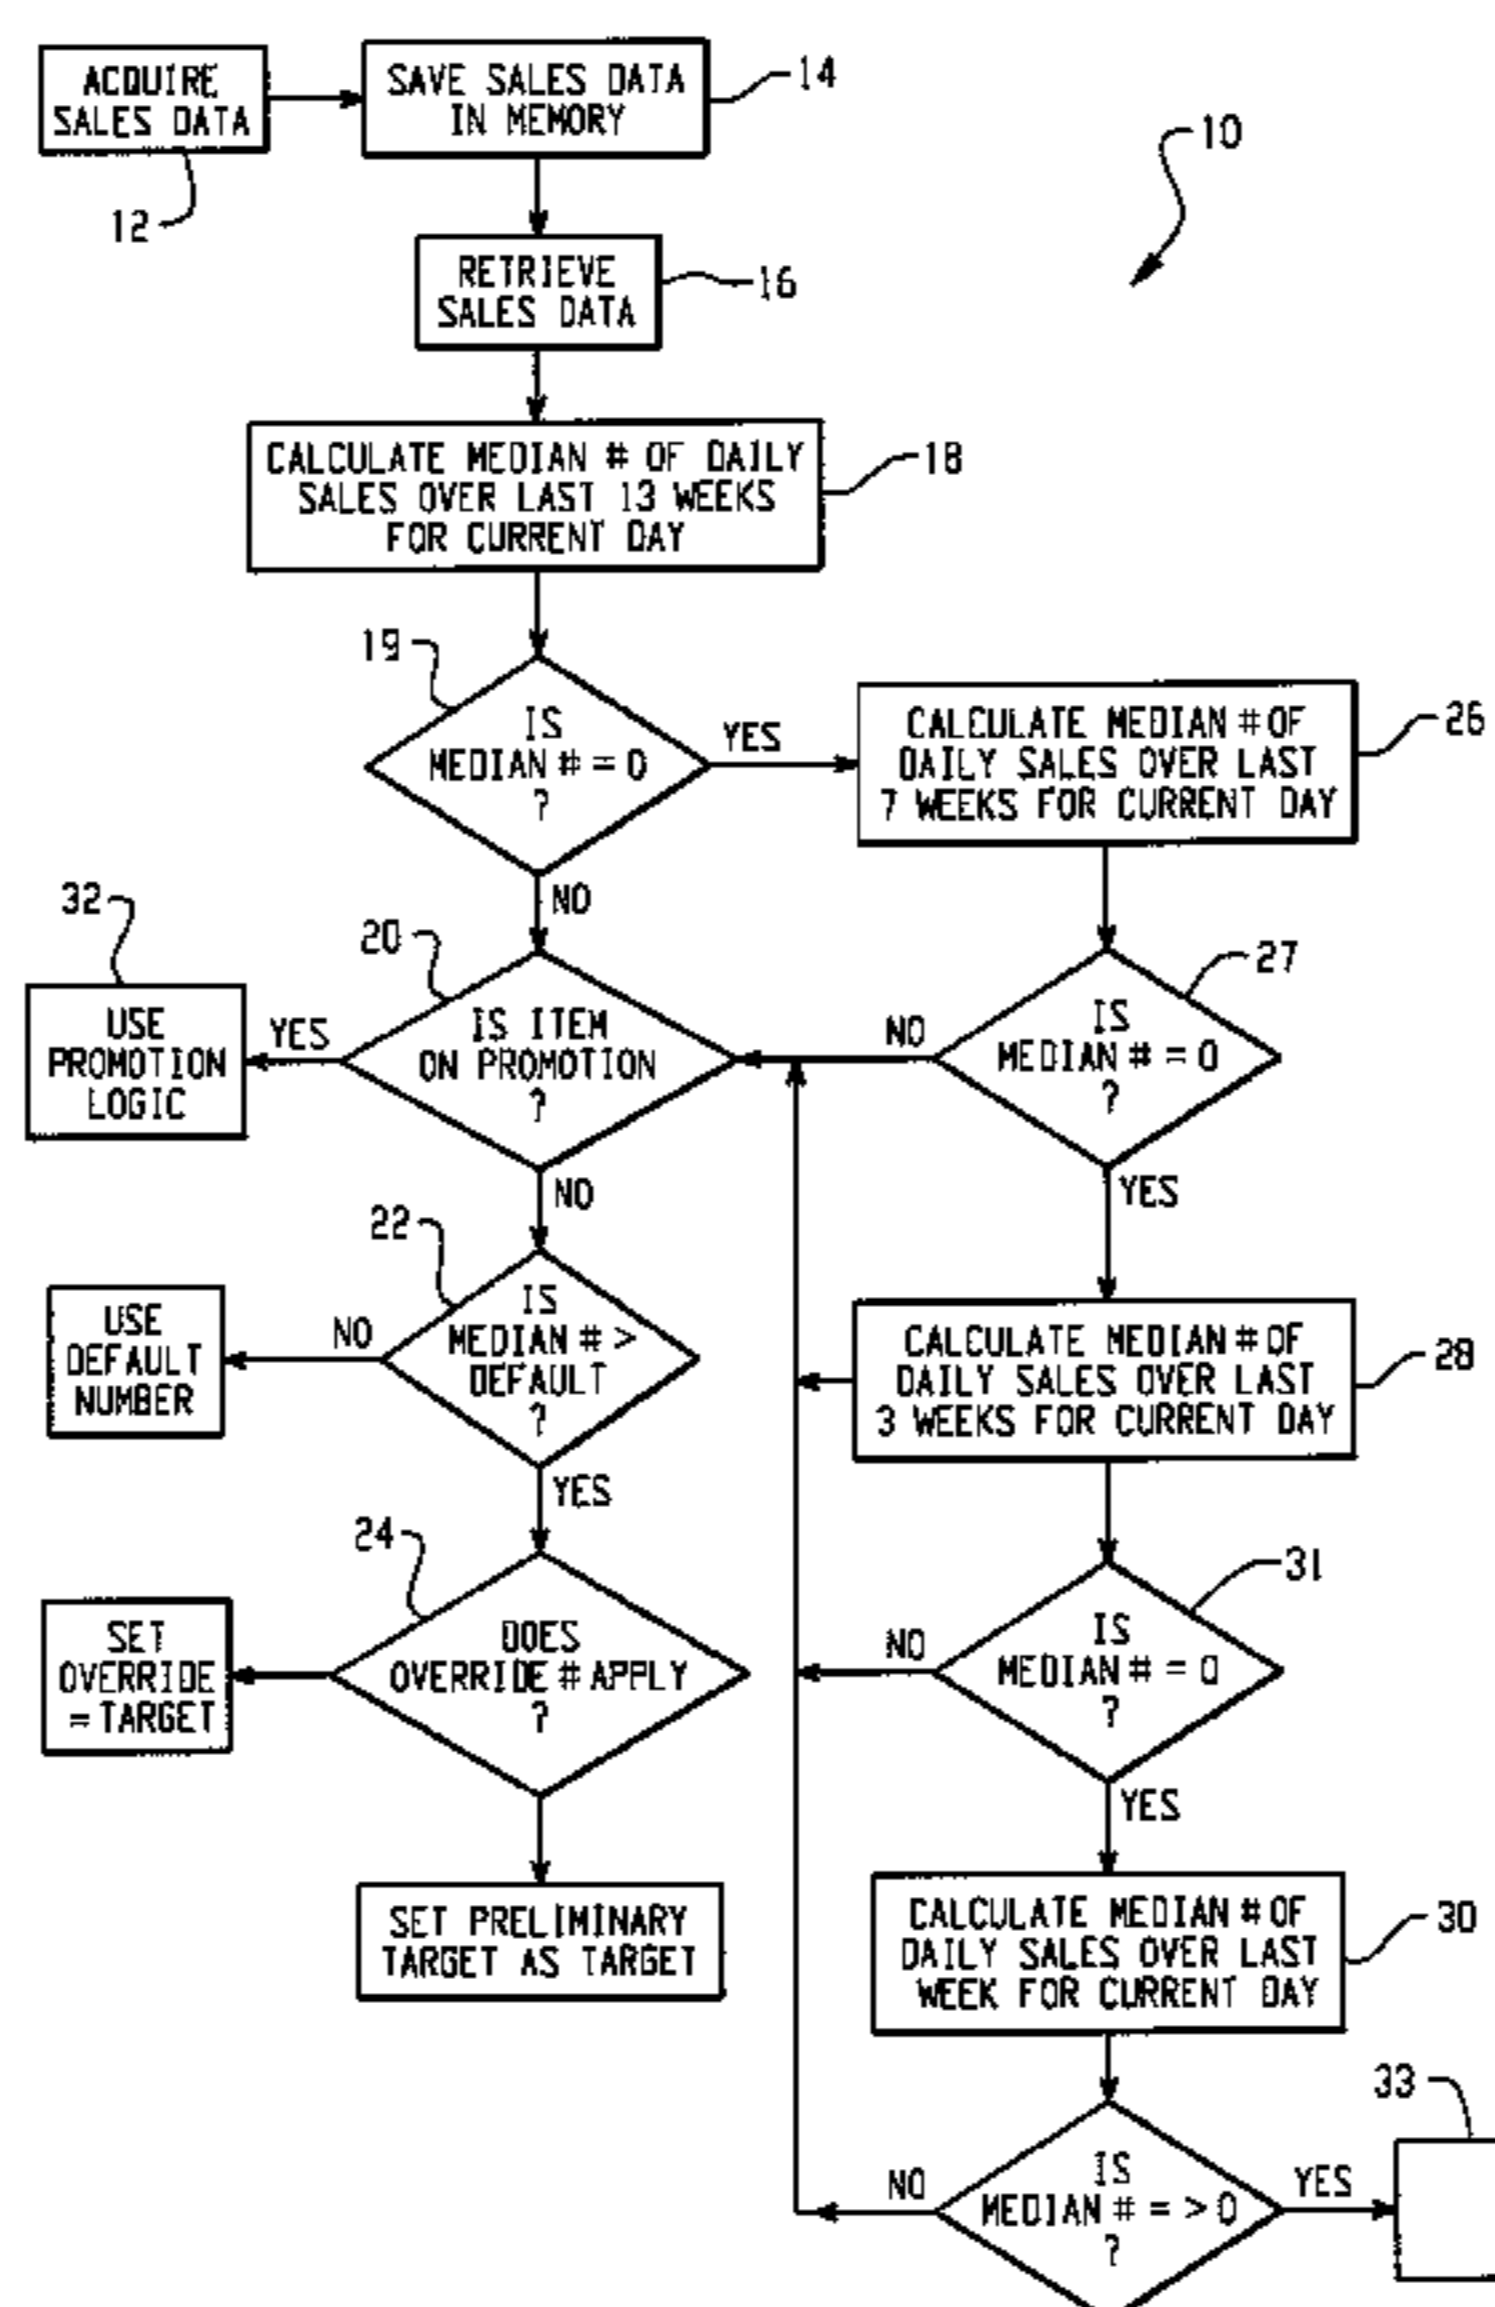 ACQUIRE
SALES DATA
12
SAVE SALES DATA
IN MEMORY
14
10
RETRIEVE
SALES DATA
16
CALCULATE MEDIAN # OF DAILY
SALES OVER LAST 13 WEEKS
FOR CURRENT DAY
18
19
IS
MEDIAN # = 0
?
YES
NO
CALCULATE MEDIAN # OF
DAILY SALES OVER LAST
7 WEEKS FOR CURRENT DAY
26
32
USE
PROMOTION
LOGIC
YES
20
IS ITEM
ON PROMOTION
?
NO
NO
27
IS
MEDIAN # = 0
?
YES
22
IS
MEDIAN # >
DEFAULT
?
NO
USE
DEFAULT
NUMBER
YES
CALCULATE MEDIAN # OF
DAILY SALES OVER LAST
3 WEEKS FOR CURRENT DAY
28
24
DOES
OVERRIDE # APPLY
?
SET
OVERRIDE
= TARGET
NO
31
IS
MEDIAN # = 0
?
YES
SET PRELIMINARY
TARGET AS TARGET
CALCULATE MEDIAN # OF
DAILY SALES OVER LAST
WEEK FOR CURRENT DAY
30
NO
IS
MEDIAN # = > 0
?
YES
33